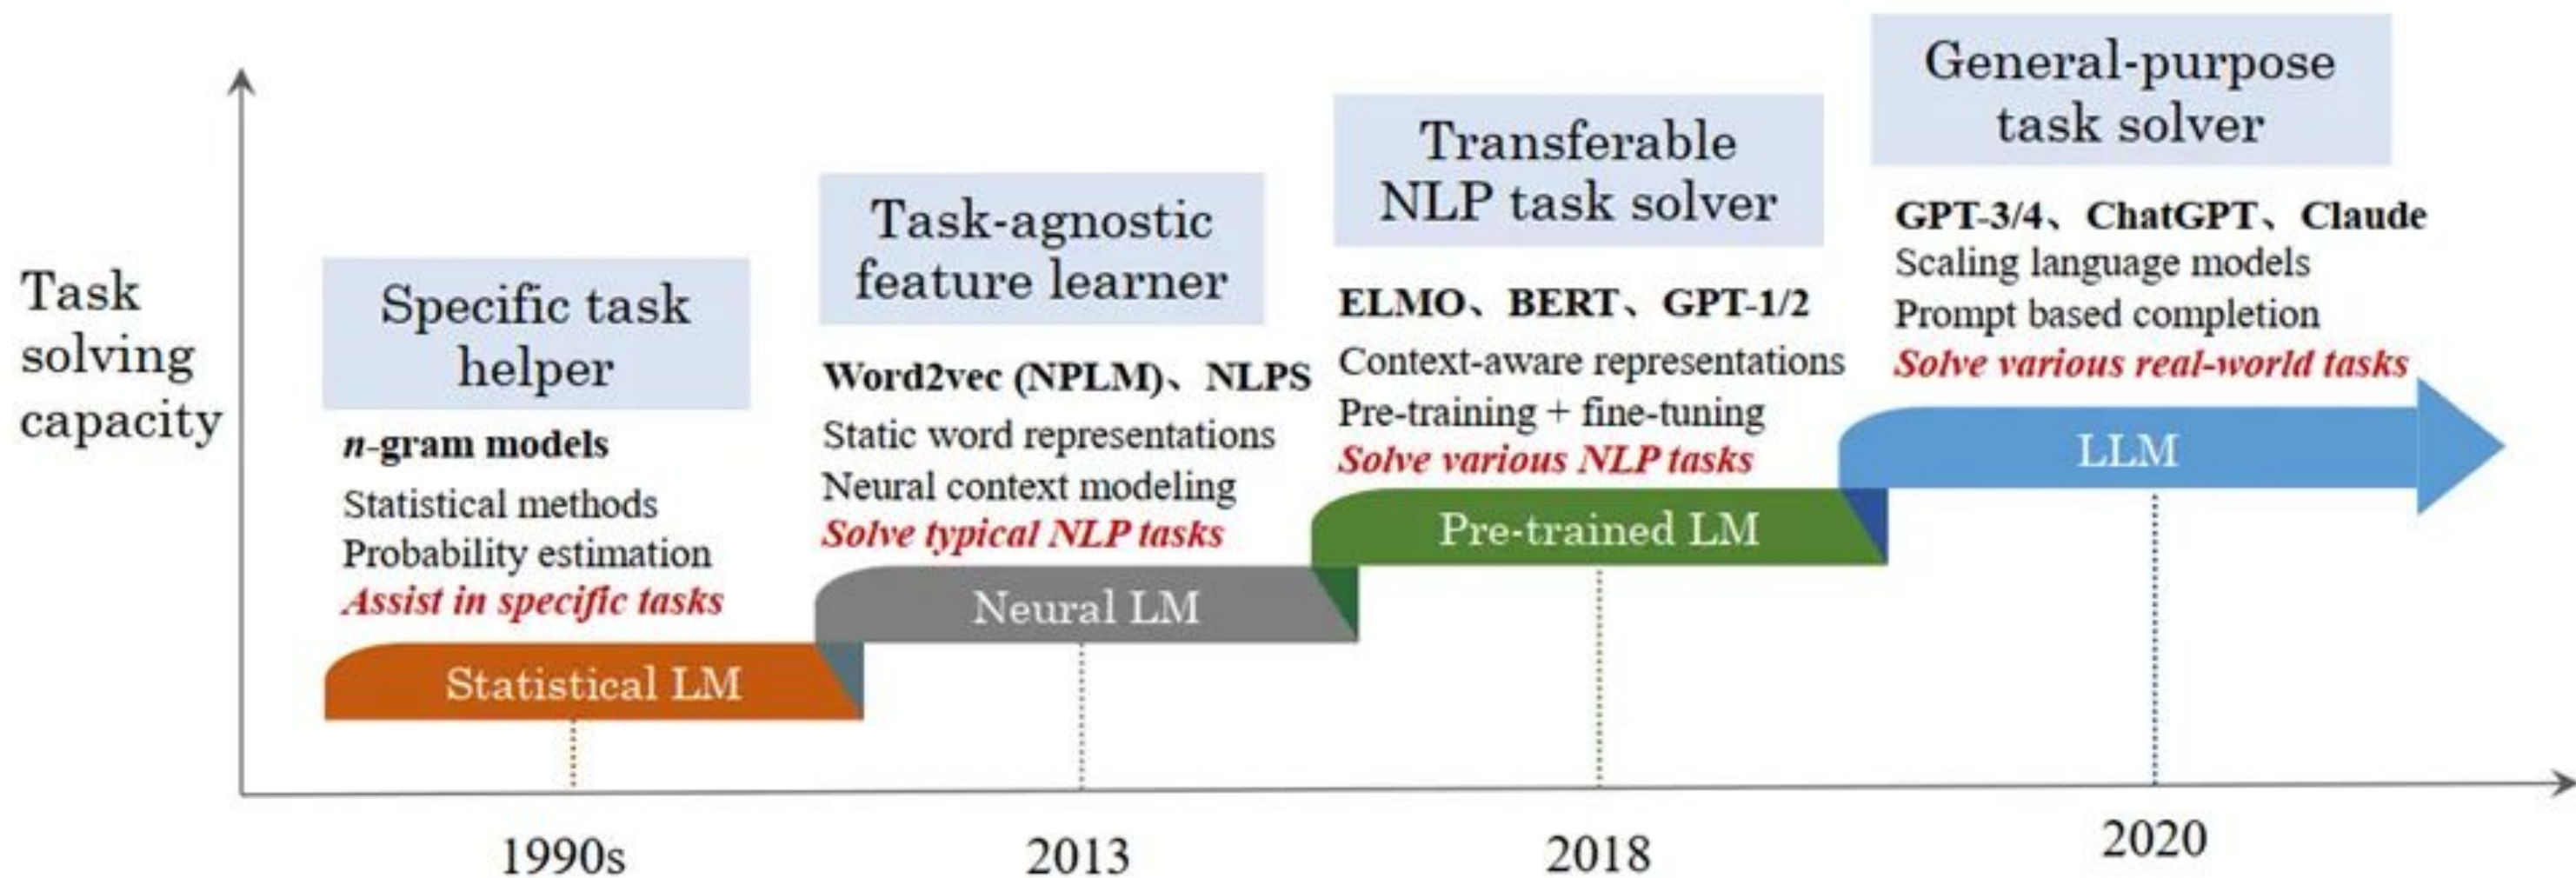 Task
solving
capacity
Specific task
helper
n-gram models
Statistical methods
Probability estimation
Assist in specific tasks
Statistical LM
1990s
Task-agnostic
feature learner
Word2vec (NPLM)、NLPS
Static word representations
Neural context modeling
Solve typical NLP tasks
Neural LM
2013
Transferable
NLP task solver
ELMO、BERT、GPT-1/2
Context-aware representations
Pre-training + fine-tuning
Solve various NLP tasks
Pre-trained LM
2018
General-purpose
task solver
GPT-3/4、ChatGPT、Claude
Scaling language models
Prompt based completion
Solve various real-world tasks
LLM
2020